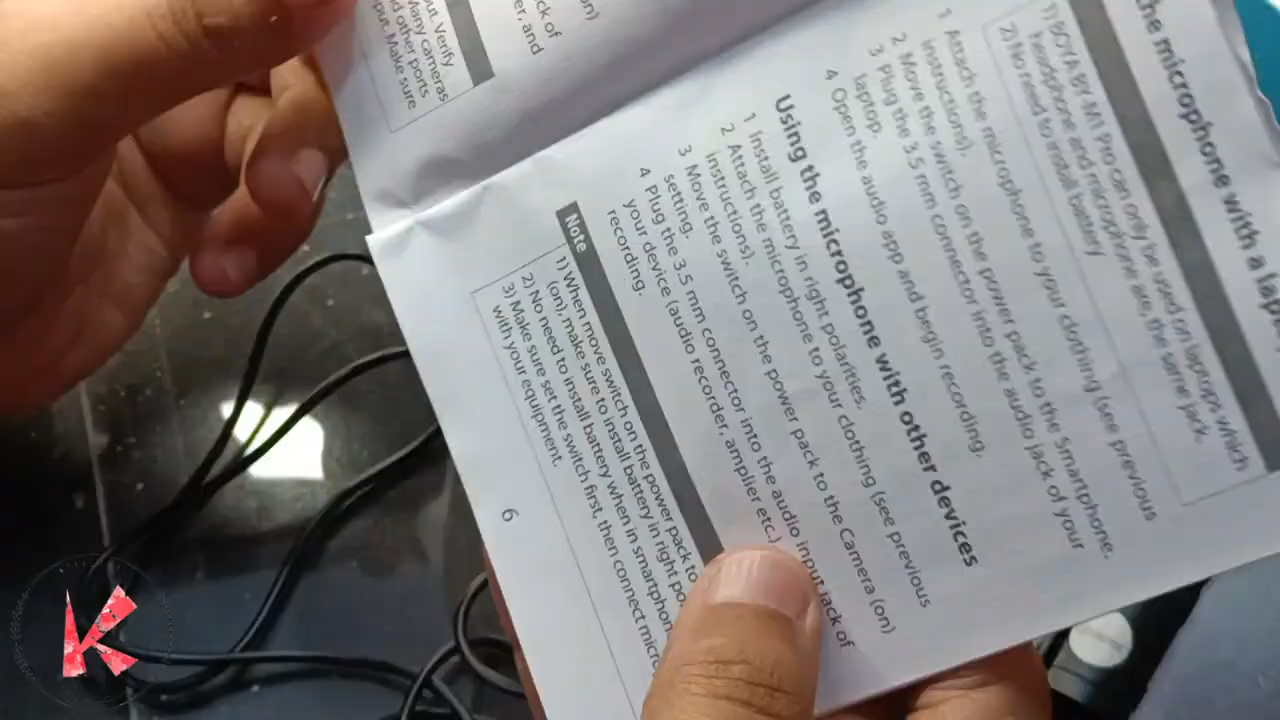 out. Verify
Many cameras
d other ports
put. Make sure
ck of
er, and
on)
the microphone with a
1) BOYA BY-M1 Pro can only be used on laptops which
headphone and microphone are, the same jack.
2) No need to install battery
1 Attach the microphone to your clothing (see previous
instructions).
2 Move the switch on the power pack to the Smartphone.
3 Plug the 3.5 mm connector into the audio jack of your
laptop.
4 Open the audio app and begin recording.
Using the microphone with other devices
1 Install battery in right polarities.
2 Attach the microphone to your clothing (see previous
instructions).
3 Move the switch on the power pack to the Camera (on)
setting.
4 Plug the 3.5 mm connector into the audio input jack of
your device (audio recorder, amplier etc.)
recording.
Note
1) When move switch on the power pack to
(on), make sure to install battery in right po
2) No need to install battery when in smartphon
3) Make sure set the switch first, then connect micro
with your equipment.
6
K